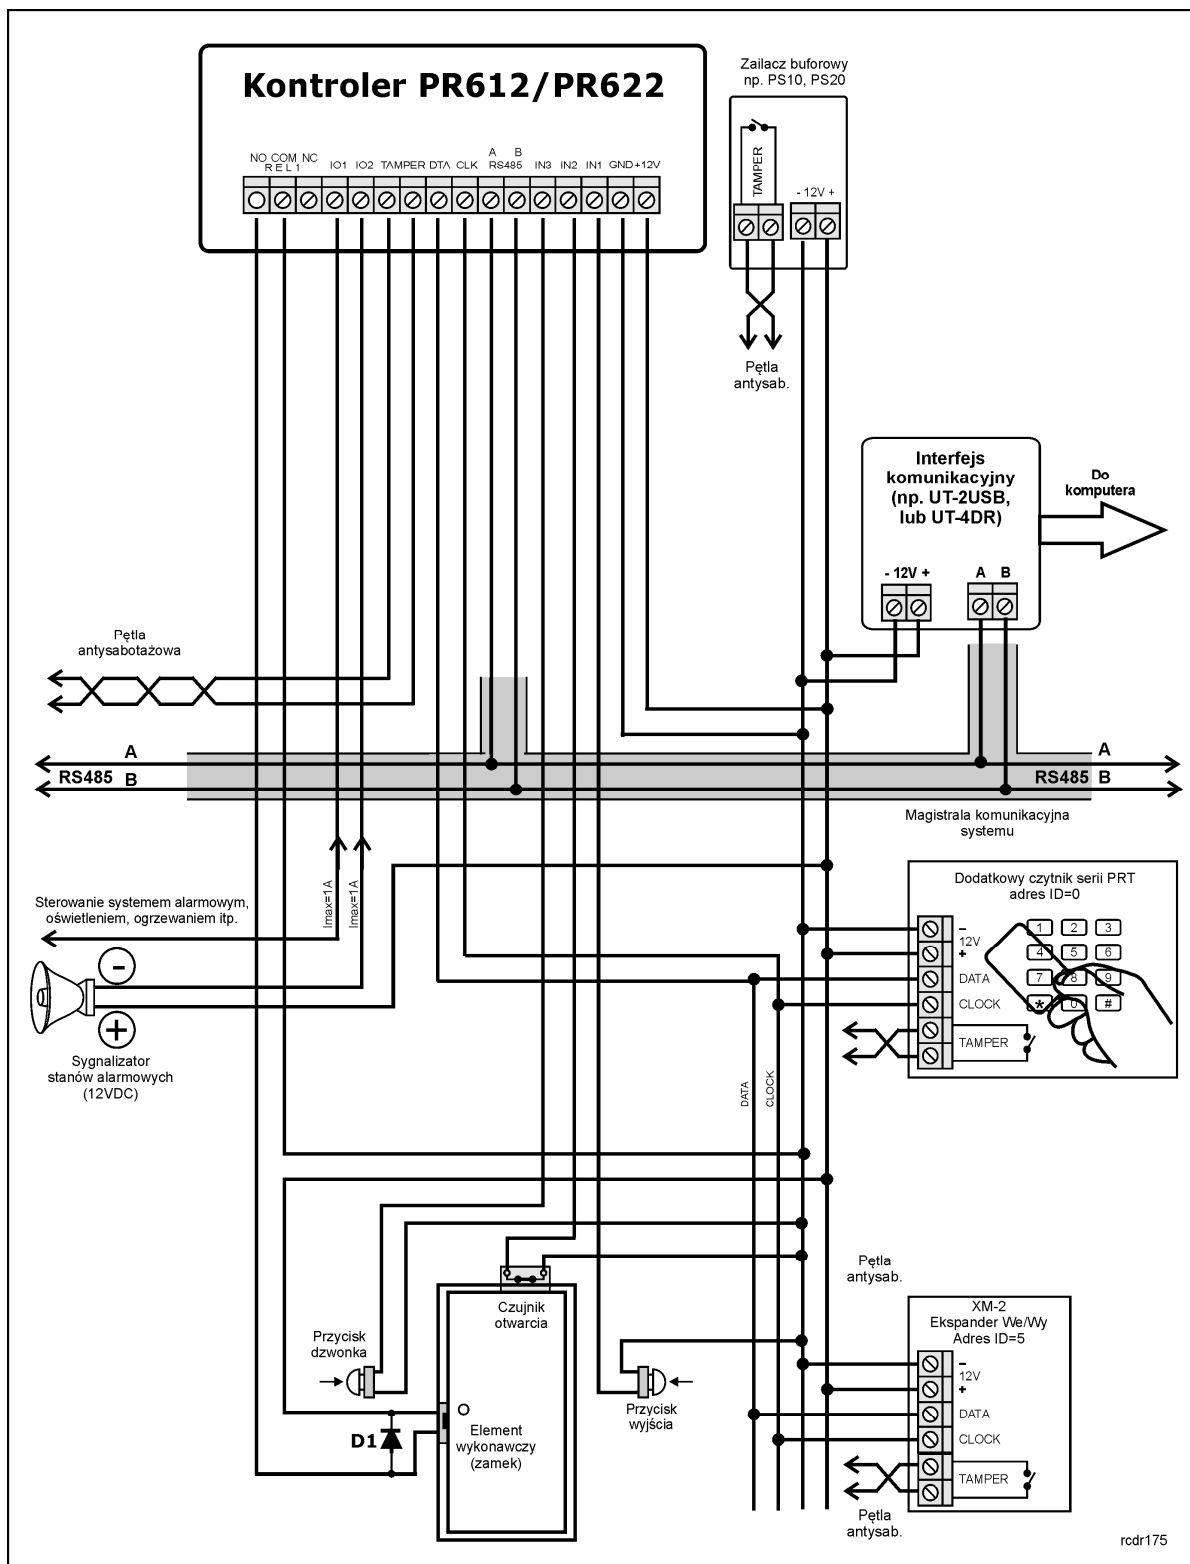 Kontroler PR612/PR622
NO COM NC
REL1
IO1 IO2 TAMPER DTA CLK
A B
RS485
IN3 IN2 IN1 GND +12V
Zailacz buforowy
np. PS10, PS20
TAMPER
- 12V +
Pętla
antysab.
Interfejs
komunikacyjny
(np. UT-2USB,
lub UT-4DR)
- 12V +
A B
Do
komputera
Pętla
antysabotażowa
A
RS485 B
A
RS485 B
Magistrala komunikacyjna
systemu
Imax=1A
Imax=1A
Sterowanie systemem alarmowym,
oświetleniem, ogrzewaniem itp.
-
+
Sygnalizator
stanów alarmowych
(12VDC)
Dodatkowy czytnik serii PRT
adres ID=0
-
12V
+
DATA
CLOCK
TAMPER
1 2 3
4 5 6
7 8 9
* 0 #
DATA
CLOCK
Pętla
antysab.
Czujnik
otwarcia
Przycisk
dzwonka
D1
Element
wykonawczy
(zamek)
Przycisk
wyjścia
XM-2
Ekspander We/Wy
Adres ID=5
-
12V
+
DATA
CLOCK
TAMPER
Pętla
antysab.
rcdr175